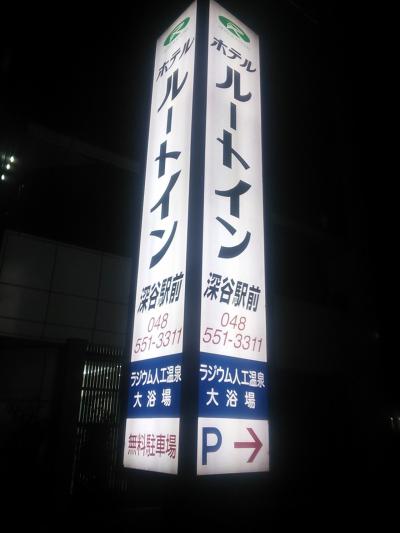 ホテル
ルートイン
深谷駅前
048
551-3311
ラジウム人工温泉
大浴場
無料駐車場
ホテル
ルートイン
深谷駅前
048
551-3311
ラジウム人工温泉
大浴場
P→